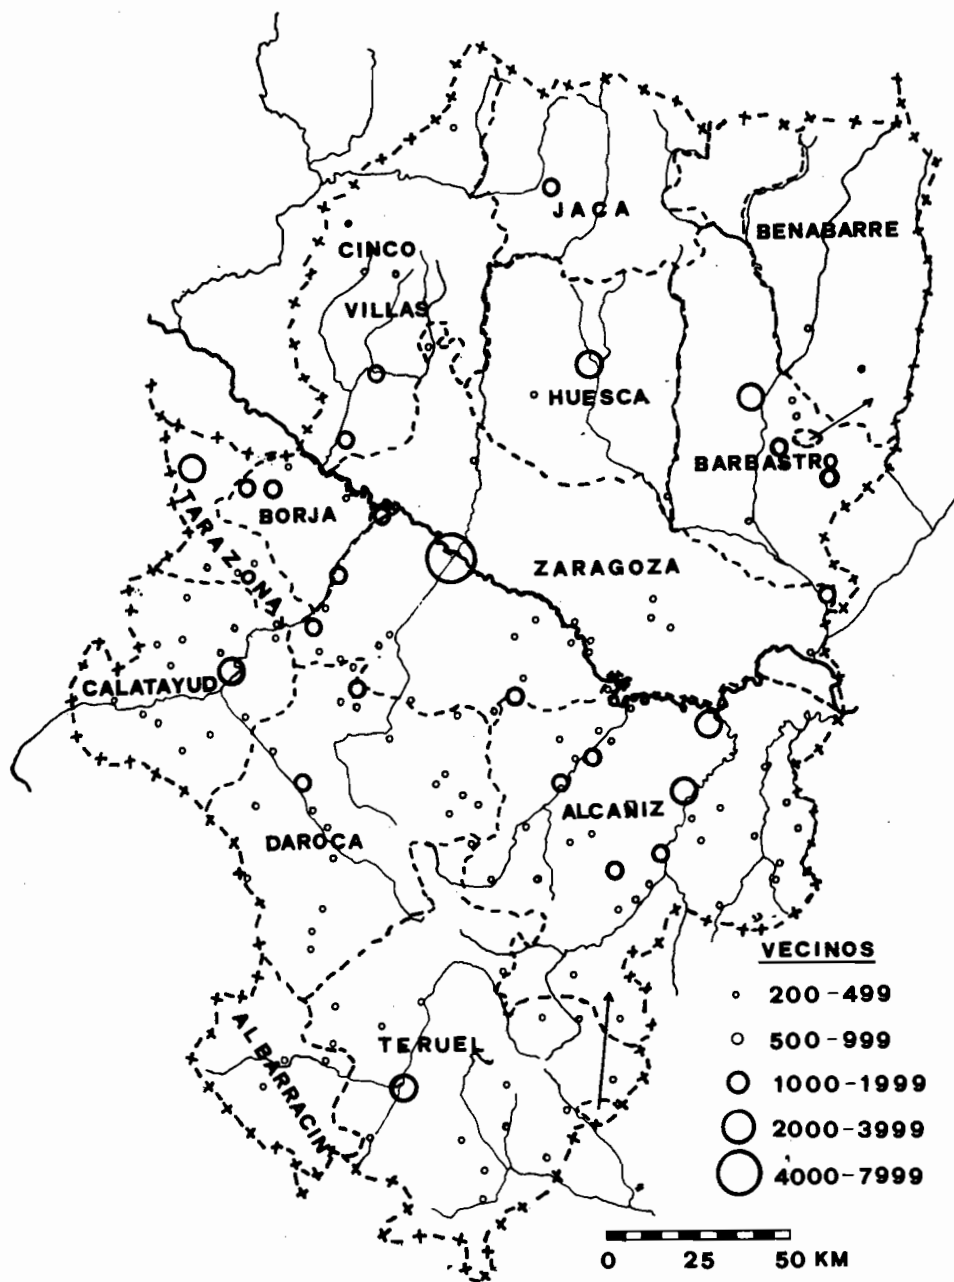 JACA
BENABARRE
CINCO
VILLAS
HUESCA
BARBASTRO
BORJA
TARAZONA
ZARAGOZA
CALATAYUD
ALCAÑIZ
DAROCA
TERUEL
ALBARRACIN
VECINOS
200-499
500-999
1000-1999
2000-3999
4000-7999
0 25 50 KM